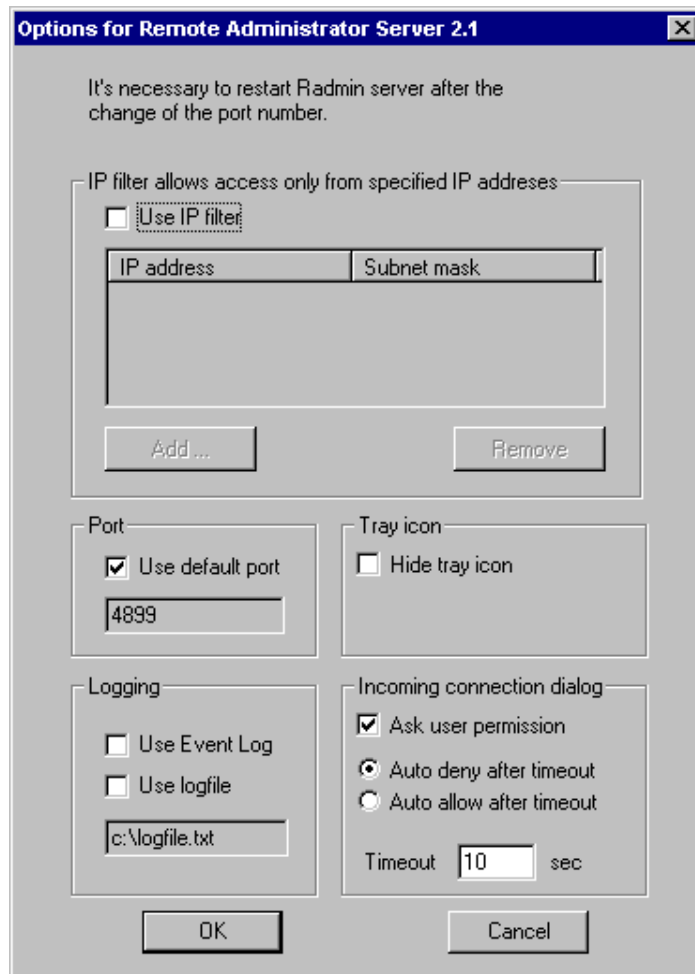 Options for Remote Administrator Server 2.1
It's necessary to restart Radmin server after the
change of the port number.
IP filter allows access only from specified IP addreses
Use IP filter
IP address Subnet mask
Add ... Remove
Port
Use default port
4899
Tray icon
Hide tray icon
Logging
Use Event Log
Use logfile
c:\logfile.txt
Incoming connection dialog
Ask user permission
Auto deny after timeout
Auto allow after timeout
Timeout 10 sec
OK Cancel